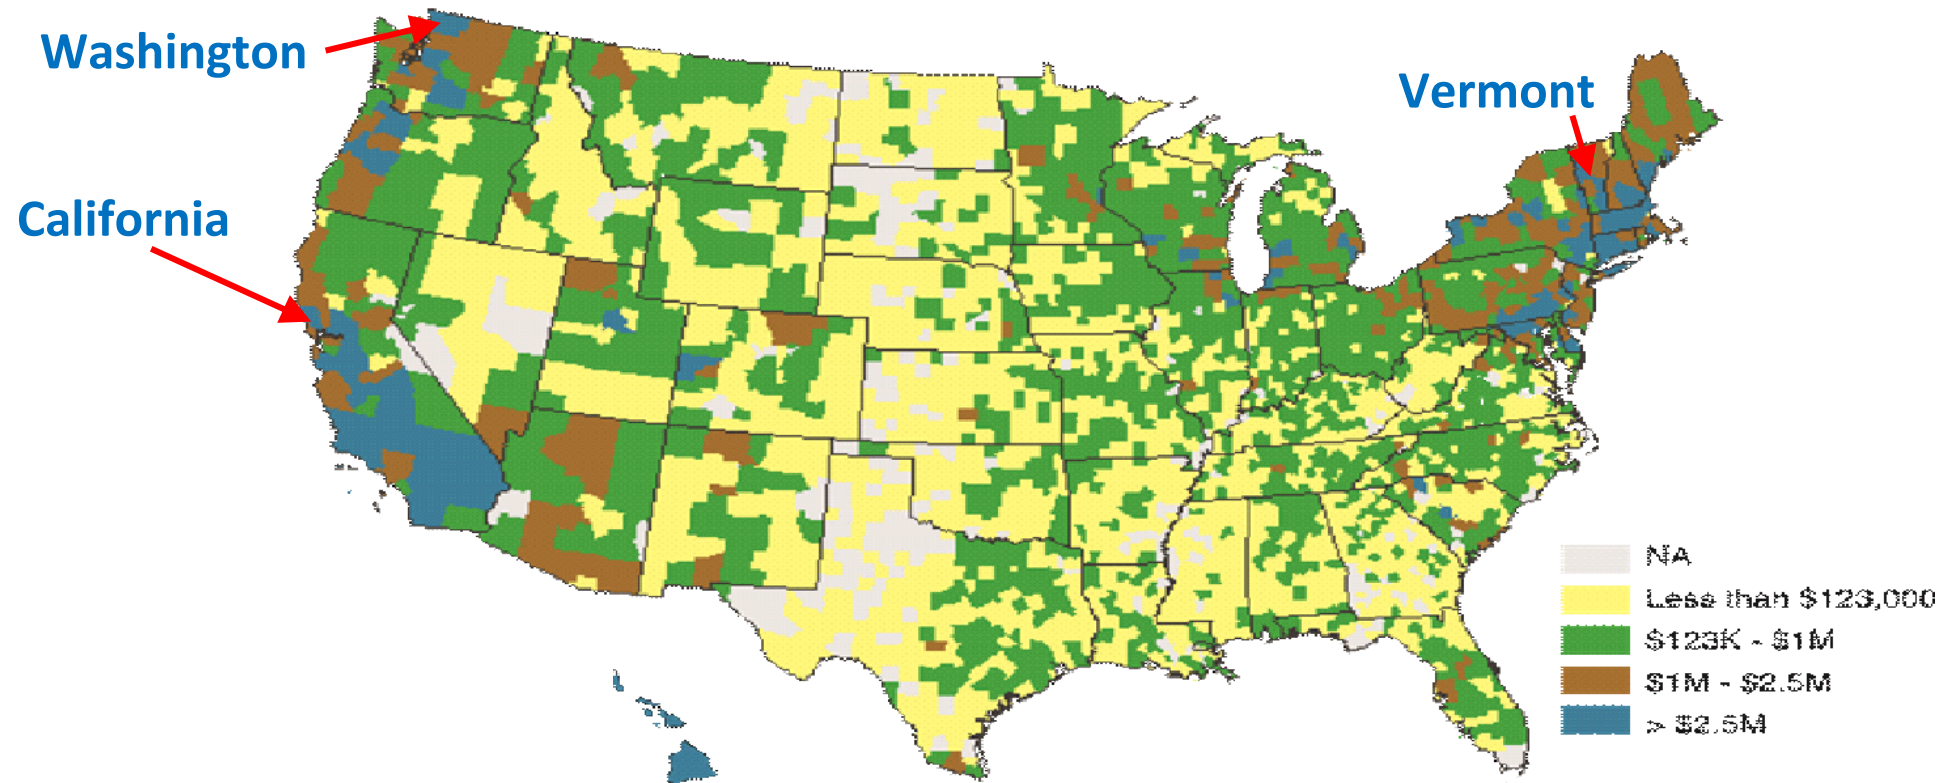 Washington
Vermont
California
NA
Less than $123,000
$123K - $1M
$1M - $2.5M
> $2.5M